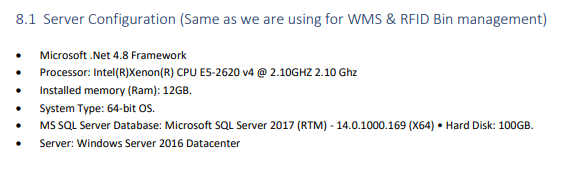 8.1 Server Configuration (Same as we are using for WMS & RFID Bin management)
• Microsoft .Net 4.8 Framework
• Processor: Intel(R)Xenon(R) CPU E5-2620 v4 @ 2.10GHZ 2.10 Ghz
• Installed memory (Ram): 12GB.
• System Type: 64-bit OS.
• MS SQL Server Database: Microsoft SQL Server 2017 (RTM) - 14.0.1000.169 (X64) • Hard Disk: 100GB.
• Server: Windows Server 2016 Datacenter